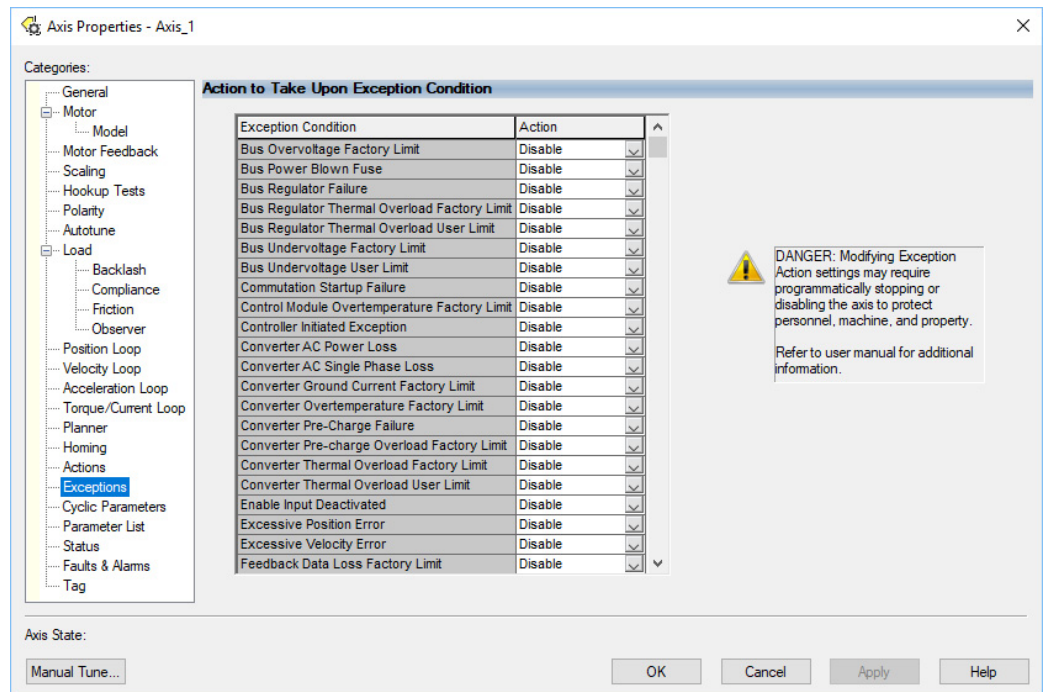 Axis Properties - Axis_1
Categories:
General
Motor
Model
Motor Feedback
Scaling
Hookup Tests
Polarity
Autotune
Load
Backlash
Compliance
Friction
Observer
Position Loop
Velocity Loop
Acceleration Loop
Torque/Current Loop
Planner
Homing
Actions
Exceptions
Cyclic Parameters
Parameter List
Status
Faults & Alarms
Tag
Action to Take Upon Exception Condition
Exception Condition Action
Bus Overvoltage Factory Limit Disable
Bus Power Blown Fuse Disable
Bus Regulator Failure Disable
Bus Regulator Thermal Overload Factory Limit Disable
Bus Regulator Thermal Overload User Limit Disable
Bus Undervoltage Factory Limit Disable
Bus Undervoltage User Limit Disable
Commutation Startup Failure Disable
Control Module Overtemperature Factory Limit Disable
Controller Initiated Exception Disable
Converter AC Power Loss Disable
Converter AC Single Phase Loss Disable
Converter Ground Current Factory Limit Disable
Converter Overtemperature Factory Limit Disable
Converter Pre-Charge Failure Disable
Converter Pre-charge Overload Factory Limit Disable
Converter Thermal Overload Factory Limit Disable
Converter Thermal Overload User Limit Disable
Enable Input Deactivated Disable
Excessive Position Error Disable
Excessive Velocity Error Disable
Feedback Data Loss Factory Limit Disable
DANGER: Modifying Exception
Action settings may require
programmatically stopping or
disabling the axis to protect
personnel, machine, and property.
Refer to user manual for additional
information.
Axis State:
Manual Tune... OK Cancel Apply Help